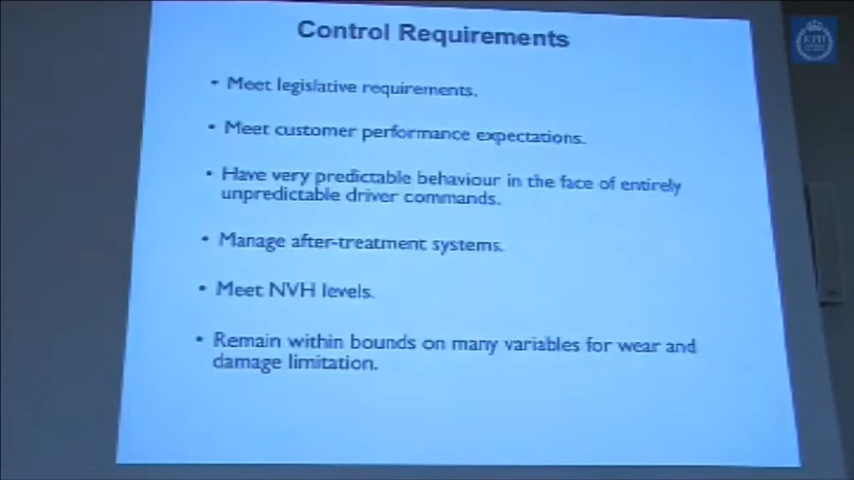 Control Requirements
• Meet legislative requirements.
• Meet customer performance expectations.
• Have very predictable behaviour in the face of entirely
unpredictable driver commands.
• Manage after-treatment systems.
• Meet NVH levels.
• Remain within bounds on many variables for wear and
damage limitation.
KTH